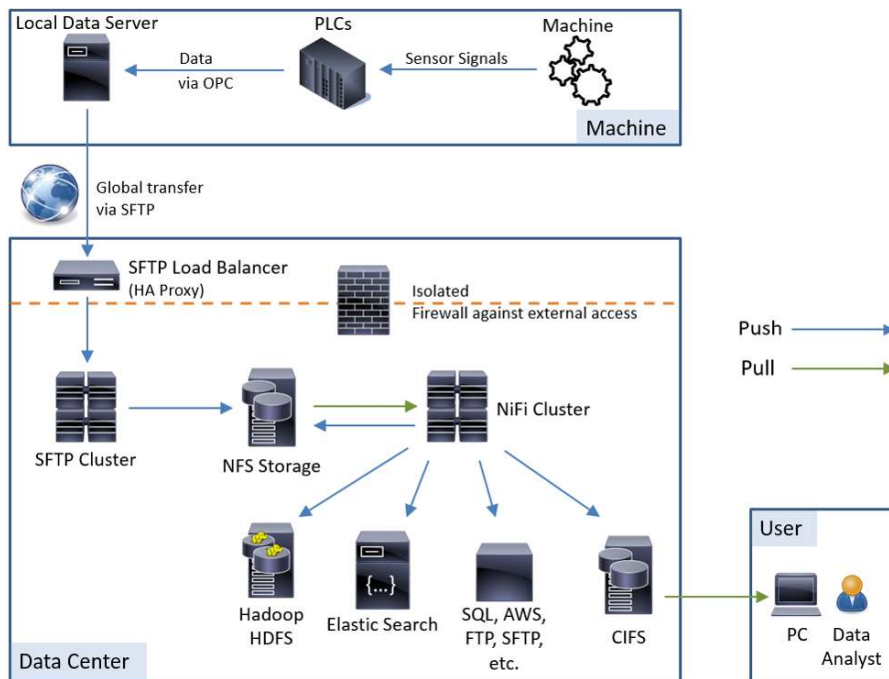 Local Data Server
PLCs
Machine
Data
via OPC
Sensor Signals
Machine
Global transfer
via SFTP
SFTP Load Balancer
(HA Proxy)
Isolated
Firewall against external access
Push
Pull
SFTP Cluster
NFS Storage
NiFi Cluster
{...}
Hadoop
HDFS
Elastic Search
SQL, AWS,
FTP, SFTP,
etc.
CIFS
Data Center
User
PC
Data
Analyst